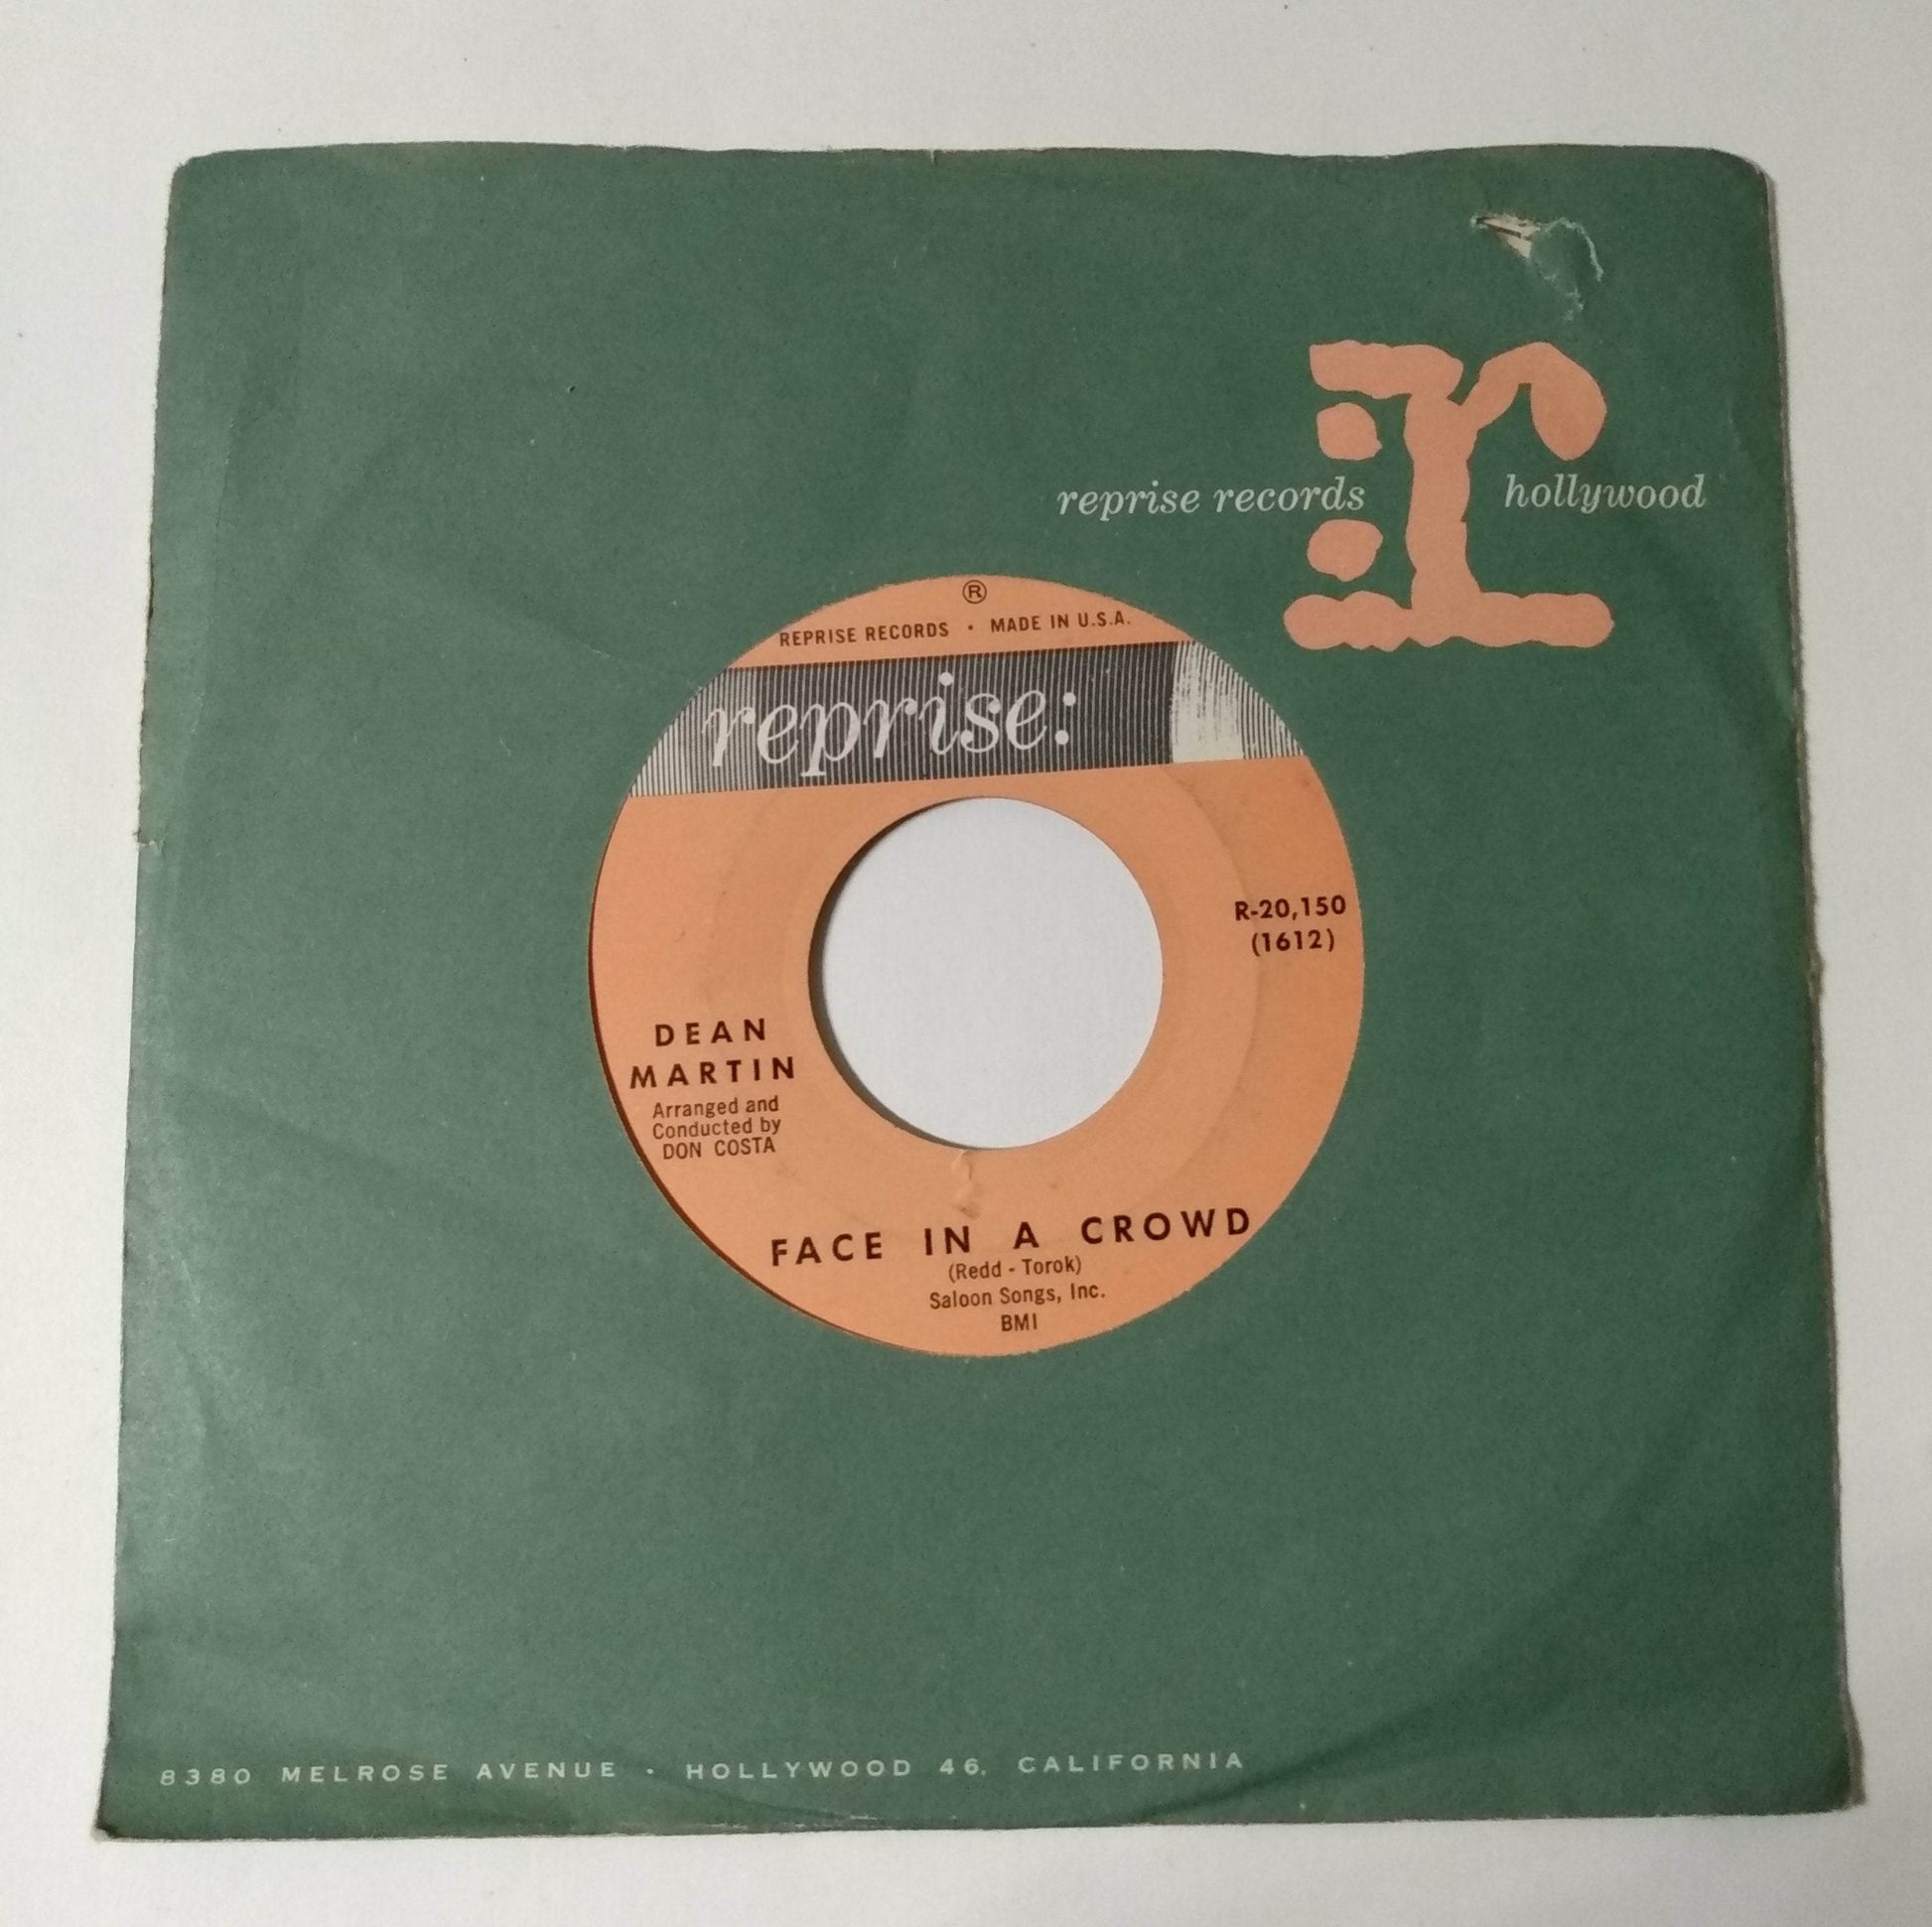 reprise records r hollywood
®
REPRISE RECORDS • MADE IN U.S.A.
reprise:
R-20,150
(1612)
DEAN
MARTIN
Arranged and
Conducted by
DON COSTA
FACE IN A CROWD
(Redd - Torok)
Saloon Songs, Inc.
BMI
8380 MELROSE AVENUE • HOLLYWOOD 46, CALIFORNIA